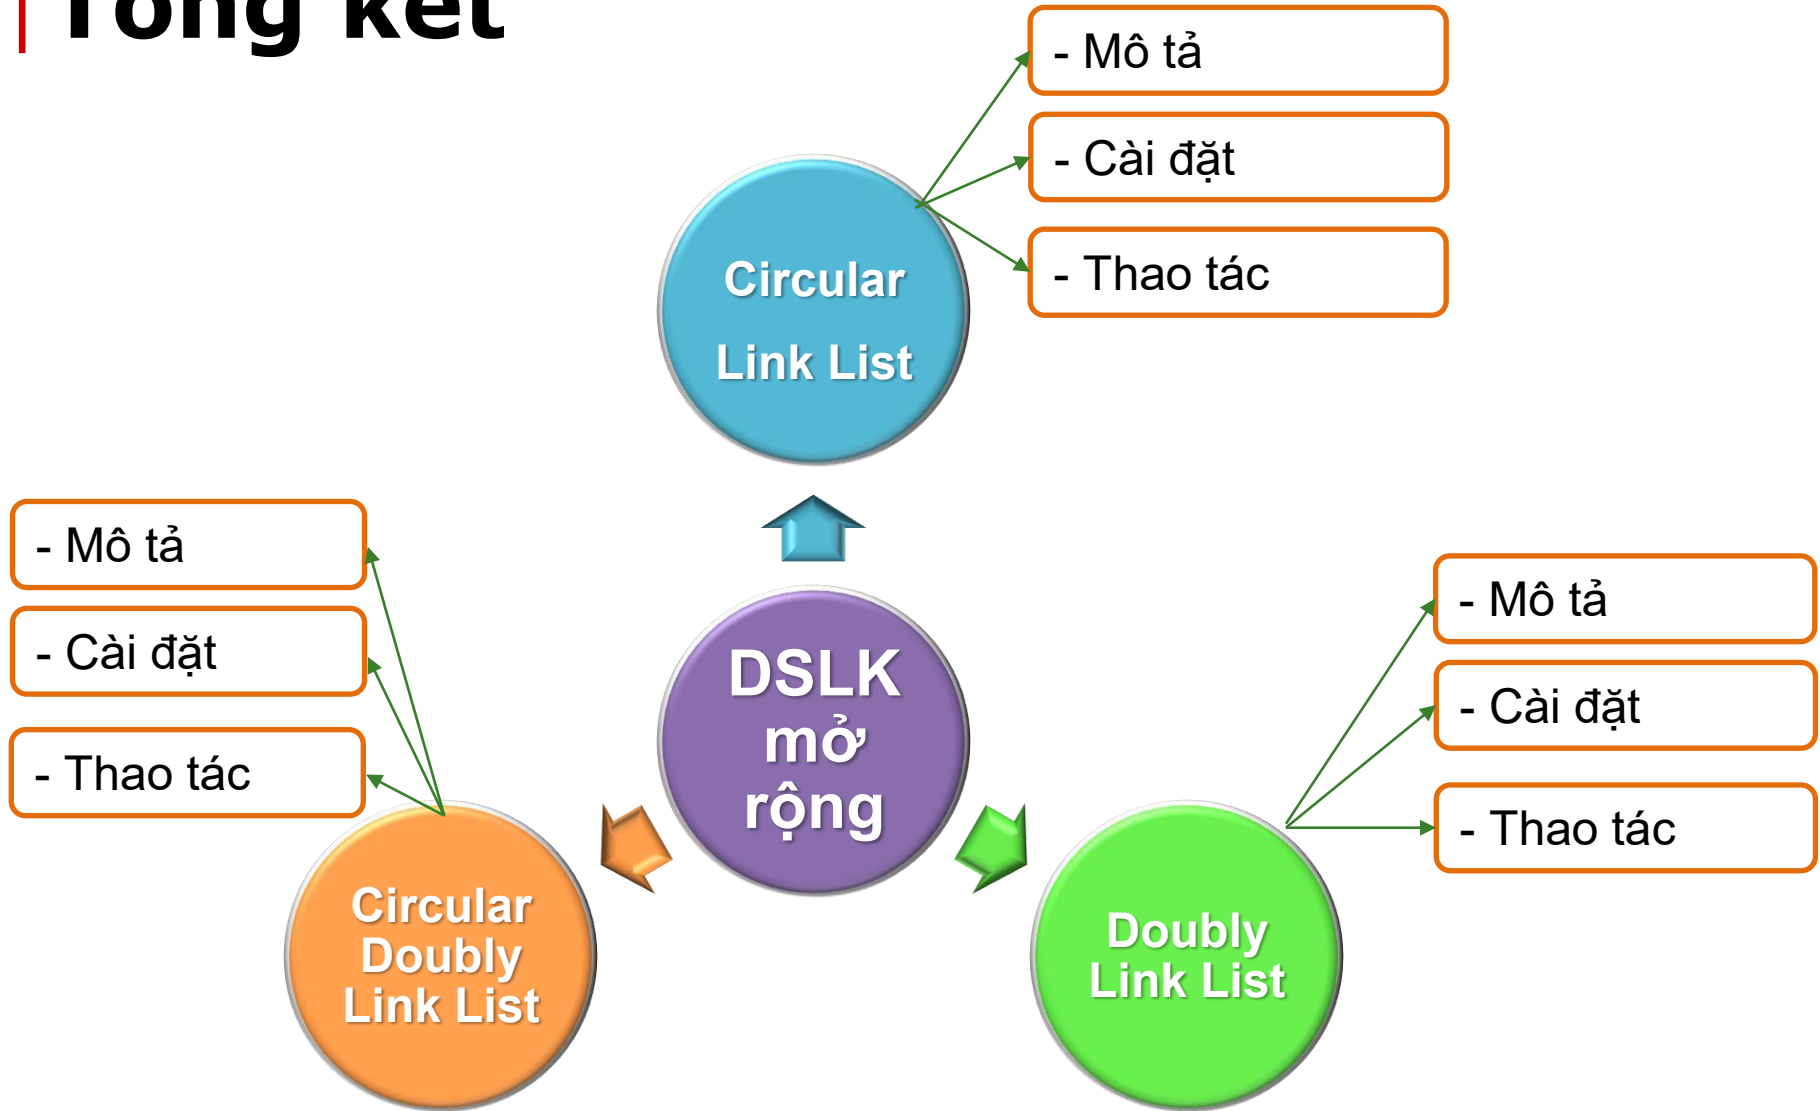 Tổng kết
- Mô tả
- Cài đặt
- Thao tác
Circular
Link List
- Mô tả
- Cài đặt
- Thao tác
DSLK
mở
rộng
- Mô tả
- Cài đặt
- Thao tác
Circular
Doubly
Link List
Doubly
Link List